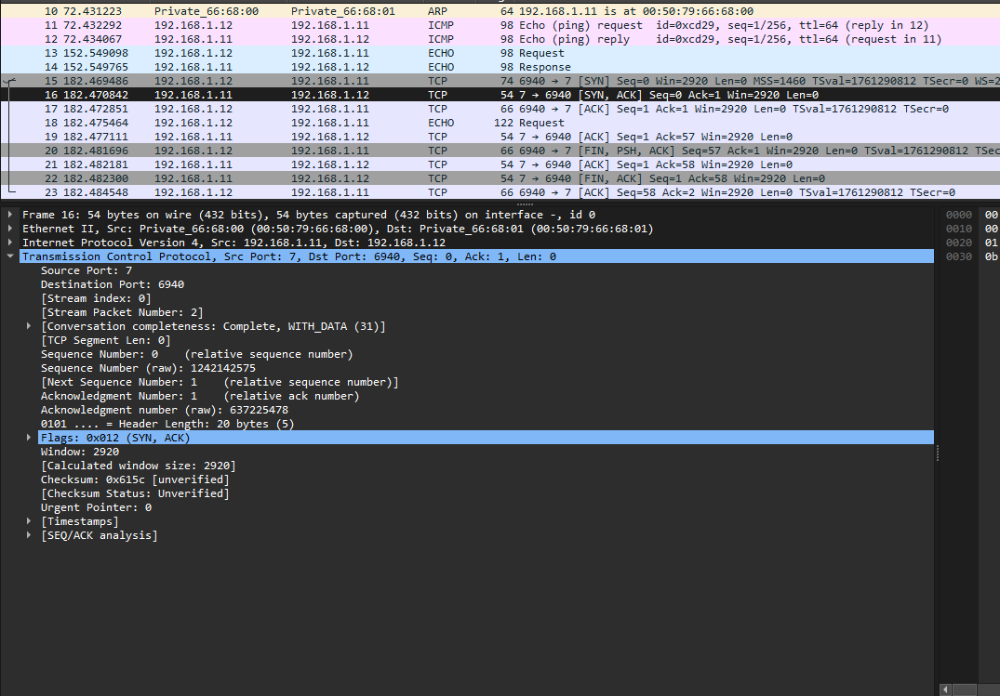 10 72.431223 Private_66:68:00 Private_66:68:01 ARP 64 192.168.1.11 is at 00:50:79:66:68:00
11 72.432292 192.168.1.12 192.168.1.11 ICMP 98 Echo (ping) request id=0xcd29, seq=1/256, ttl=64 (reply in 12)
12 72.434067 192.168.1.11 192.168.1.12 ICMP 98 Echo (ping) reply id=0xcd29, seq=1/256, ttl=64 (request in 11)
13 152.549098 192.168.1.12 192.168.1.11 ECHO 98 Request
14 152.549765 192.168.1.11 192.168.1.12 ECHO 98 Response
15 182.469486 192.168.1.12 192.168.1.11 TCP 74 6940 → 7 [SYN] Seq=0 Win=2920 Len=0 MSS=1460 TSval=1761290812 TSecr=0 WS=2
16 182.470842 192.168.1.11 192.168.1.12 TCP 54 7 → 6940 [SYN, ACK] Seq=0 Ack=1 Win=2920 Len=0
17 182.472851 192.168.1.12 192.168.1.11 TCP 66 6940 → 7 [ACK] Seq=1 Ack=1 Win=2920 Len=0 TSval=1761290812 TSecr=0
18 182.475464 192.168.1.12 192.168.1.11 ECHO 122 Request
19 182.477111 192.168.1.11 192.168.1.12 TCP 54 7 → 6940 [ACK] Seq=1 Ack=57 Win=2920 Len=0
20 182.481696 192.168.1.12 192.168.1.11 TCP 66 6940 → 7 [FIN, PSH, ACK] Seq=57 Ack=1 Win=2920 Len=0 TSval=1761290812 TSec
21 182.482181 192.168.1.11 192.168.1.12 TCP 54 7 → 6940 [ACK] Seq=1 Ack=58 Win=2920 Len=0
22 182.482300 192.168.1.11 192.168.1.12 TCP 54 7 → 6940 [FIN, ACK] Seq=1 Ack=58 Win=2920 Len=0
23 182.484548 192.168.1.12 192.168.1.11 TCP 66 6940 → 7 [ACK] Seq=58 Ack=2 Win=2920 Len=0 TSval=1761290812 TSecr=0
Frame 16: 54 bytes on wire (432 bits), 54 bytes captured (432 bits) on interface -, id 0
Ethernet II, Src: Private_66:68:00 (00:50:79:66:68:00), Dst: Private_66:68:01 (00:50:79:66:68:01)
Internet Protocol Version 4, Src: 192.168.1.11, Dst: 192.168.1.12
Transmission Control Protocol, Src Port: 7, Dst Port: 6940, Seq: 0, Ack: 1, Len: 0
Source Port: 7
Destination Port: 6940
[Stream index: 0]
[Stream Packet Number: 2]
[Conversation completeness: Complete, WITH_DATA (31)]
[TCP Segment Len: 0]
Sequence Number: 0 (relative sequence number)
Sequence Number (raw): 1242142575
[Next Sequence Number: 1 (relative sequence number)]
Acknowledgment Number: 1 (relative ack number)
Acknowledgment number (raw): 637225478
0101 .... = Header Length: 20 bytes (5)
Flags: 0x012 (SYN, ACK)
Window: 2920
[Calculated window size: 2920]
Checksum: 0x615c [unverified]
[Checksum Status: Unverified]
Urgent Pointer: 0
[Timestamps]
[SEQ/ACK analysis]
0000 00
0010 00
0020 01
0030 0b